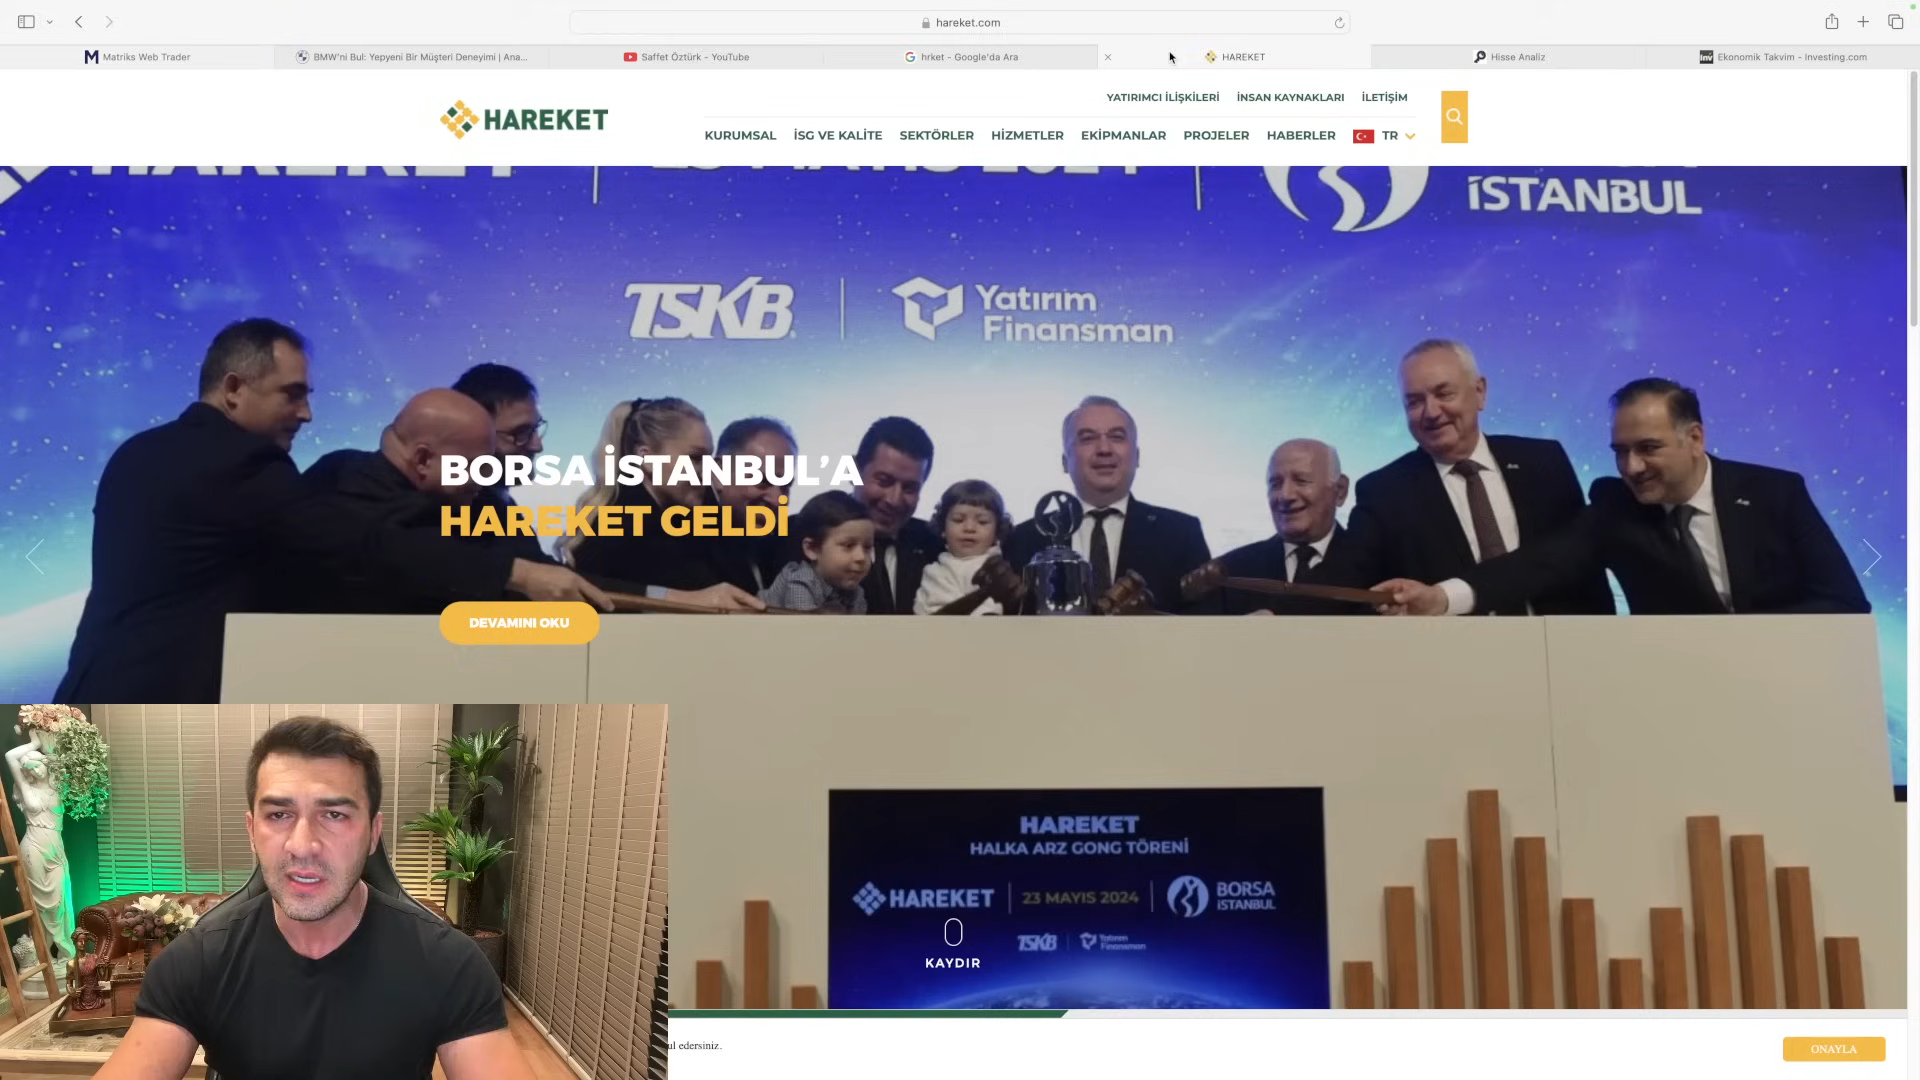 hareket.com
Matriks Web Trader
BMW'ni Bul: Yepyeni Bir Müşteri Deneyimi | Ana...
Saffet Öztürk - YouTube
hrket - Google'da Ara
HAREKET
Hisse Analiz
Ekonomik Takvim - Investing.com
YATIRIMCI İLİŞKİLERİ İNSAN KAYNAKLARI İLETİŞİM
HAREKET
KURUMSAL İSG VE KALİTE SEKTÖRLER HİZMETLER EKİPMANLAR PROJELER HABERLER TR
İSTANBUL
TSKB
Yatırım
Finansman
BORSA İSTANBUL'A
HAREKET GELDİ
DEVAMINI OKU
HAREKET
HALKA ARZ GONG TÖRENİ
HAREKET 23 MAYIS 2024 BORSA
İSTANBUL
TSKB Yatırım
Finansman
KAYDIR
ul edersiniz.
ONAYLA